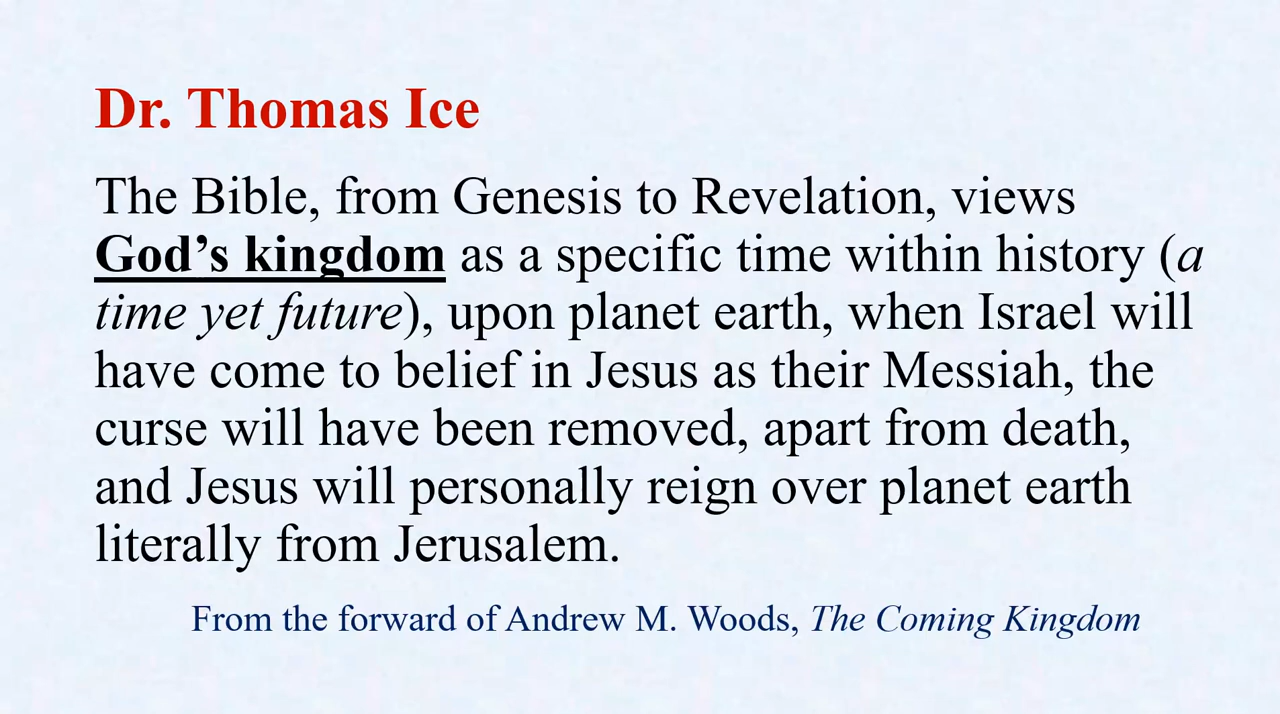 Dr. Thomas Ice
The Bible, from Genesis to Revelation, views
God’s kingdom as a specific time within history (a
time yet future), upon planet earth, when Israel will
have come to belief in Jesus as their Messiah, the
curse will have been removed, apart from death,
and Jesus will personally reign over planet earth
literally from Jerusalem.
From the forward of Andrew M. Woods, The Coming Kingdom